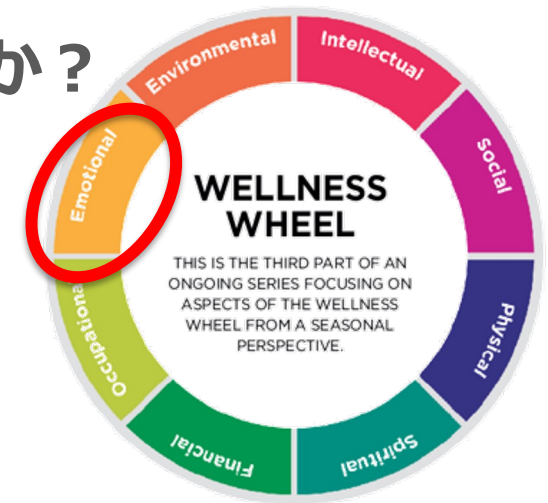 か？
Environmental
Intellectual
Social
Physical
Spiritual
Financial
Occupational
Emotional
WELLNESS
WHEEL
THIS IS THE THIRD PART OF AN
ONGOING SERIES FOCUSING ON
ASPECTS OF THE WELLNESS
WHEEL FROM A SEASONAL
PERSPECTIVE.